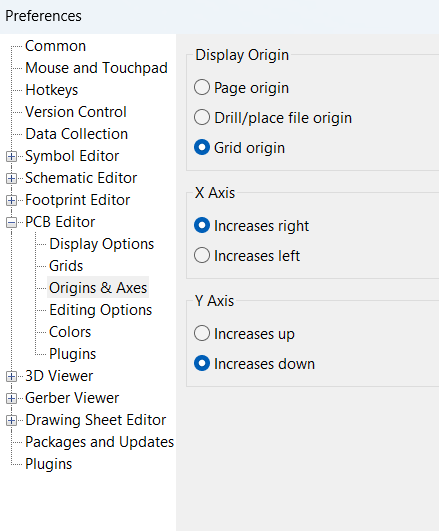 Preferences
Common
Mouse and Touchpad
Hotkeys
Version Control
Data Collection
Symbol Editor
Schematic Editor
Footprint Editor
PCB Editor
Display Options
Grids
Origins & Axes
Editing Options
Colors
Plugins
3D Viewer
Gerber Viewer
Drawing Sheet Editor
Packages and Updates
Plugins
Display Origin
Page origin
Drill/place file origin
Grid origin
X Axis
Increases right
Increases left
Y Axis
Increases up
Increases down